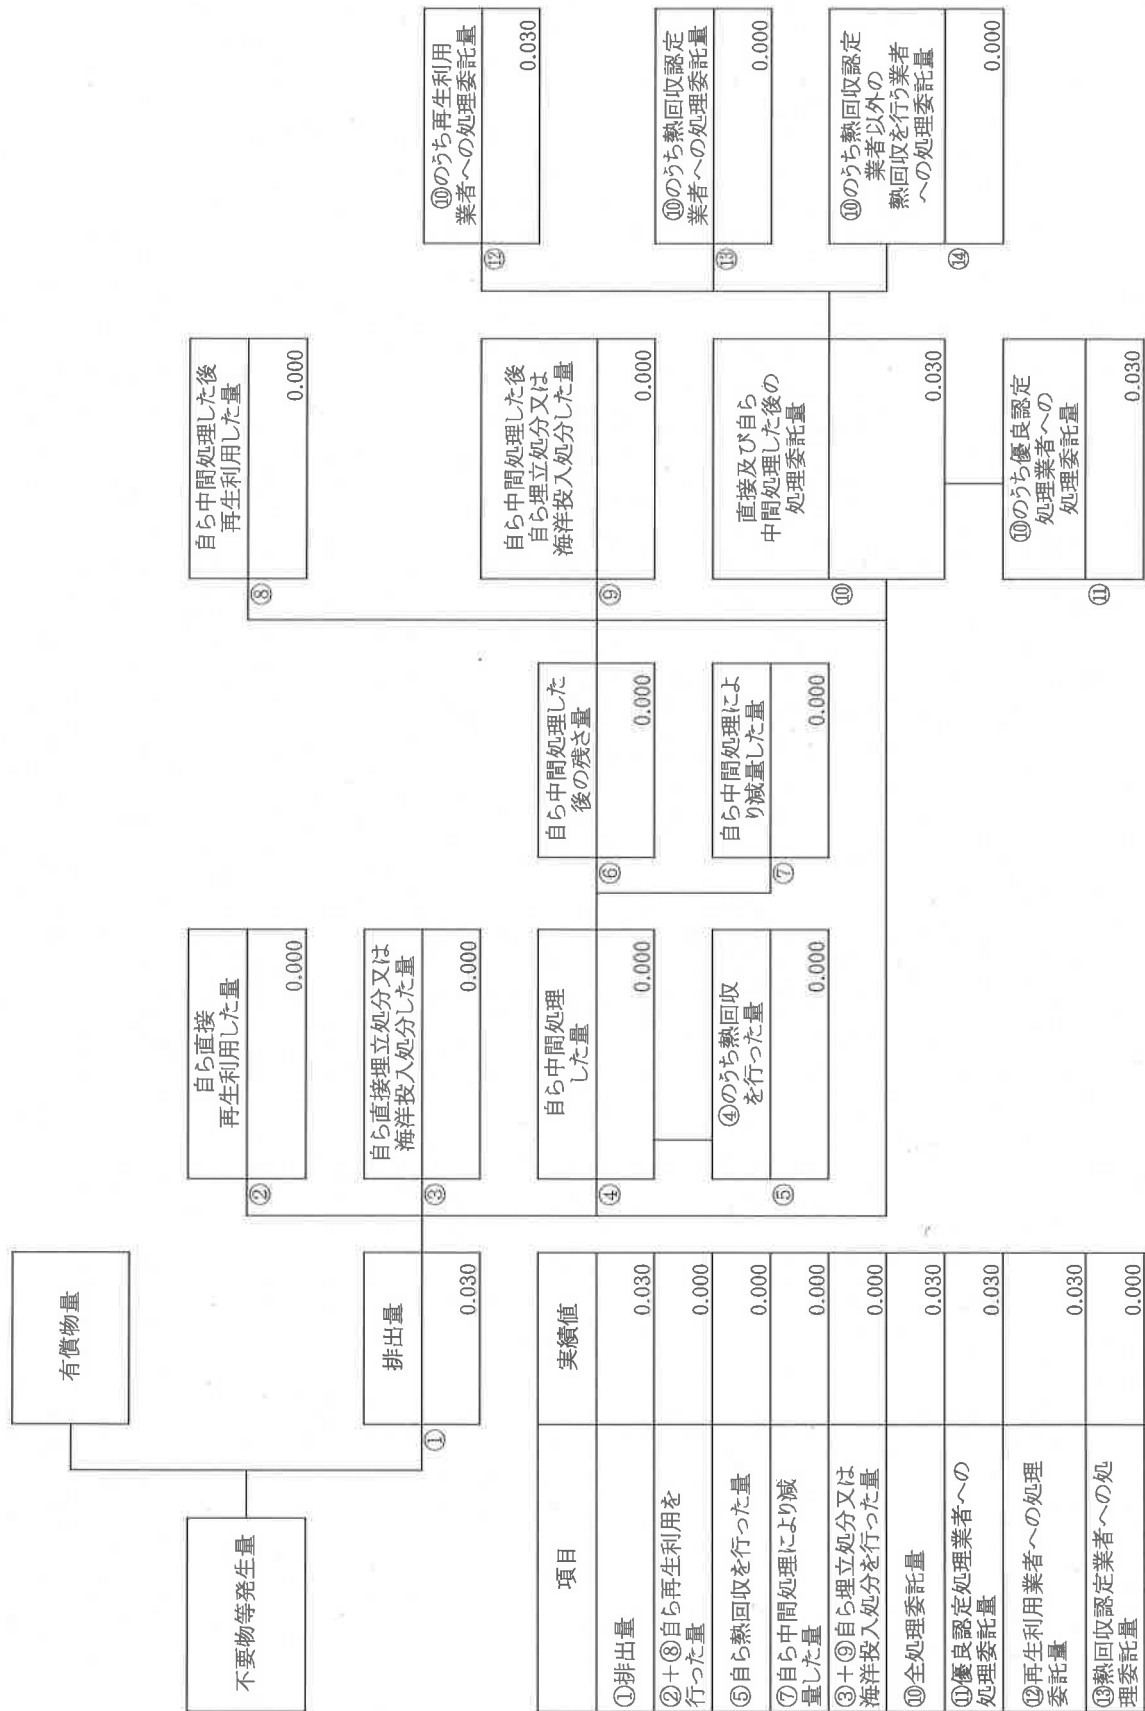 不要物等発生量
有償物量
排出量
①
0.030
自ら直接
再生利用した量
②
0.000
自ら直接埋立処分又は
海洋投入処分した量
③
0.000
自ら中間処理
した量
④
0.000
④のうち熱回収
を行った量
⑤
0.000
自ら中間処理した
後の残さ量
⑥
0.000
自ら中間処理によ
り減量した量
⑦
0.000
自ら中間処理した後
再生利用した量
⑧
0.000
自ら中間処理した後
自ら埋立処分又は
海洋投入処分した量
⑨
0.000
直接及び自ら
中間処理した後の
処理委託量
⑩
0.030
⑩のうち優良認定
処理業者への
処理委託量
⑪
0.030
⑩のうち再生利用
業者への処理委託量
⑫
0.030
⑩のうち熱回収認定
業者への処理委託量
⑬
0.000
⑩のうち熱回収認定
業者以外の
熱回収を行う業者
への処理委託量
⑭
0.000
項目 実績値
①排出量 0.030
②+⑧自ら再生利用を
行った量 0.000
⑤自ら熱回収を行った量 0.000
⑦自ら中間処理により減
量した量 0.000
③+⑨自ら埋立処分又は
海洋投入処分を行った量 0.000
⑩全処理委託量 0.030
⑪優良認定処理業者への
処理委託量 0.030
⑫再生利用業者への処理
委託量 0.030
⑬熱回収認定業者への処
理委託量 0.000